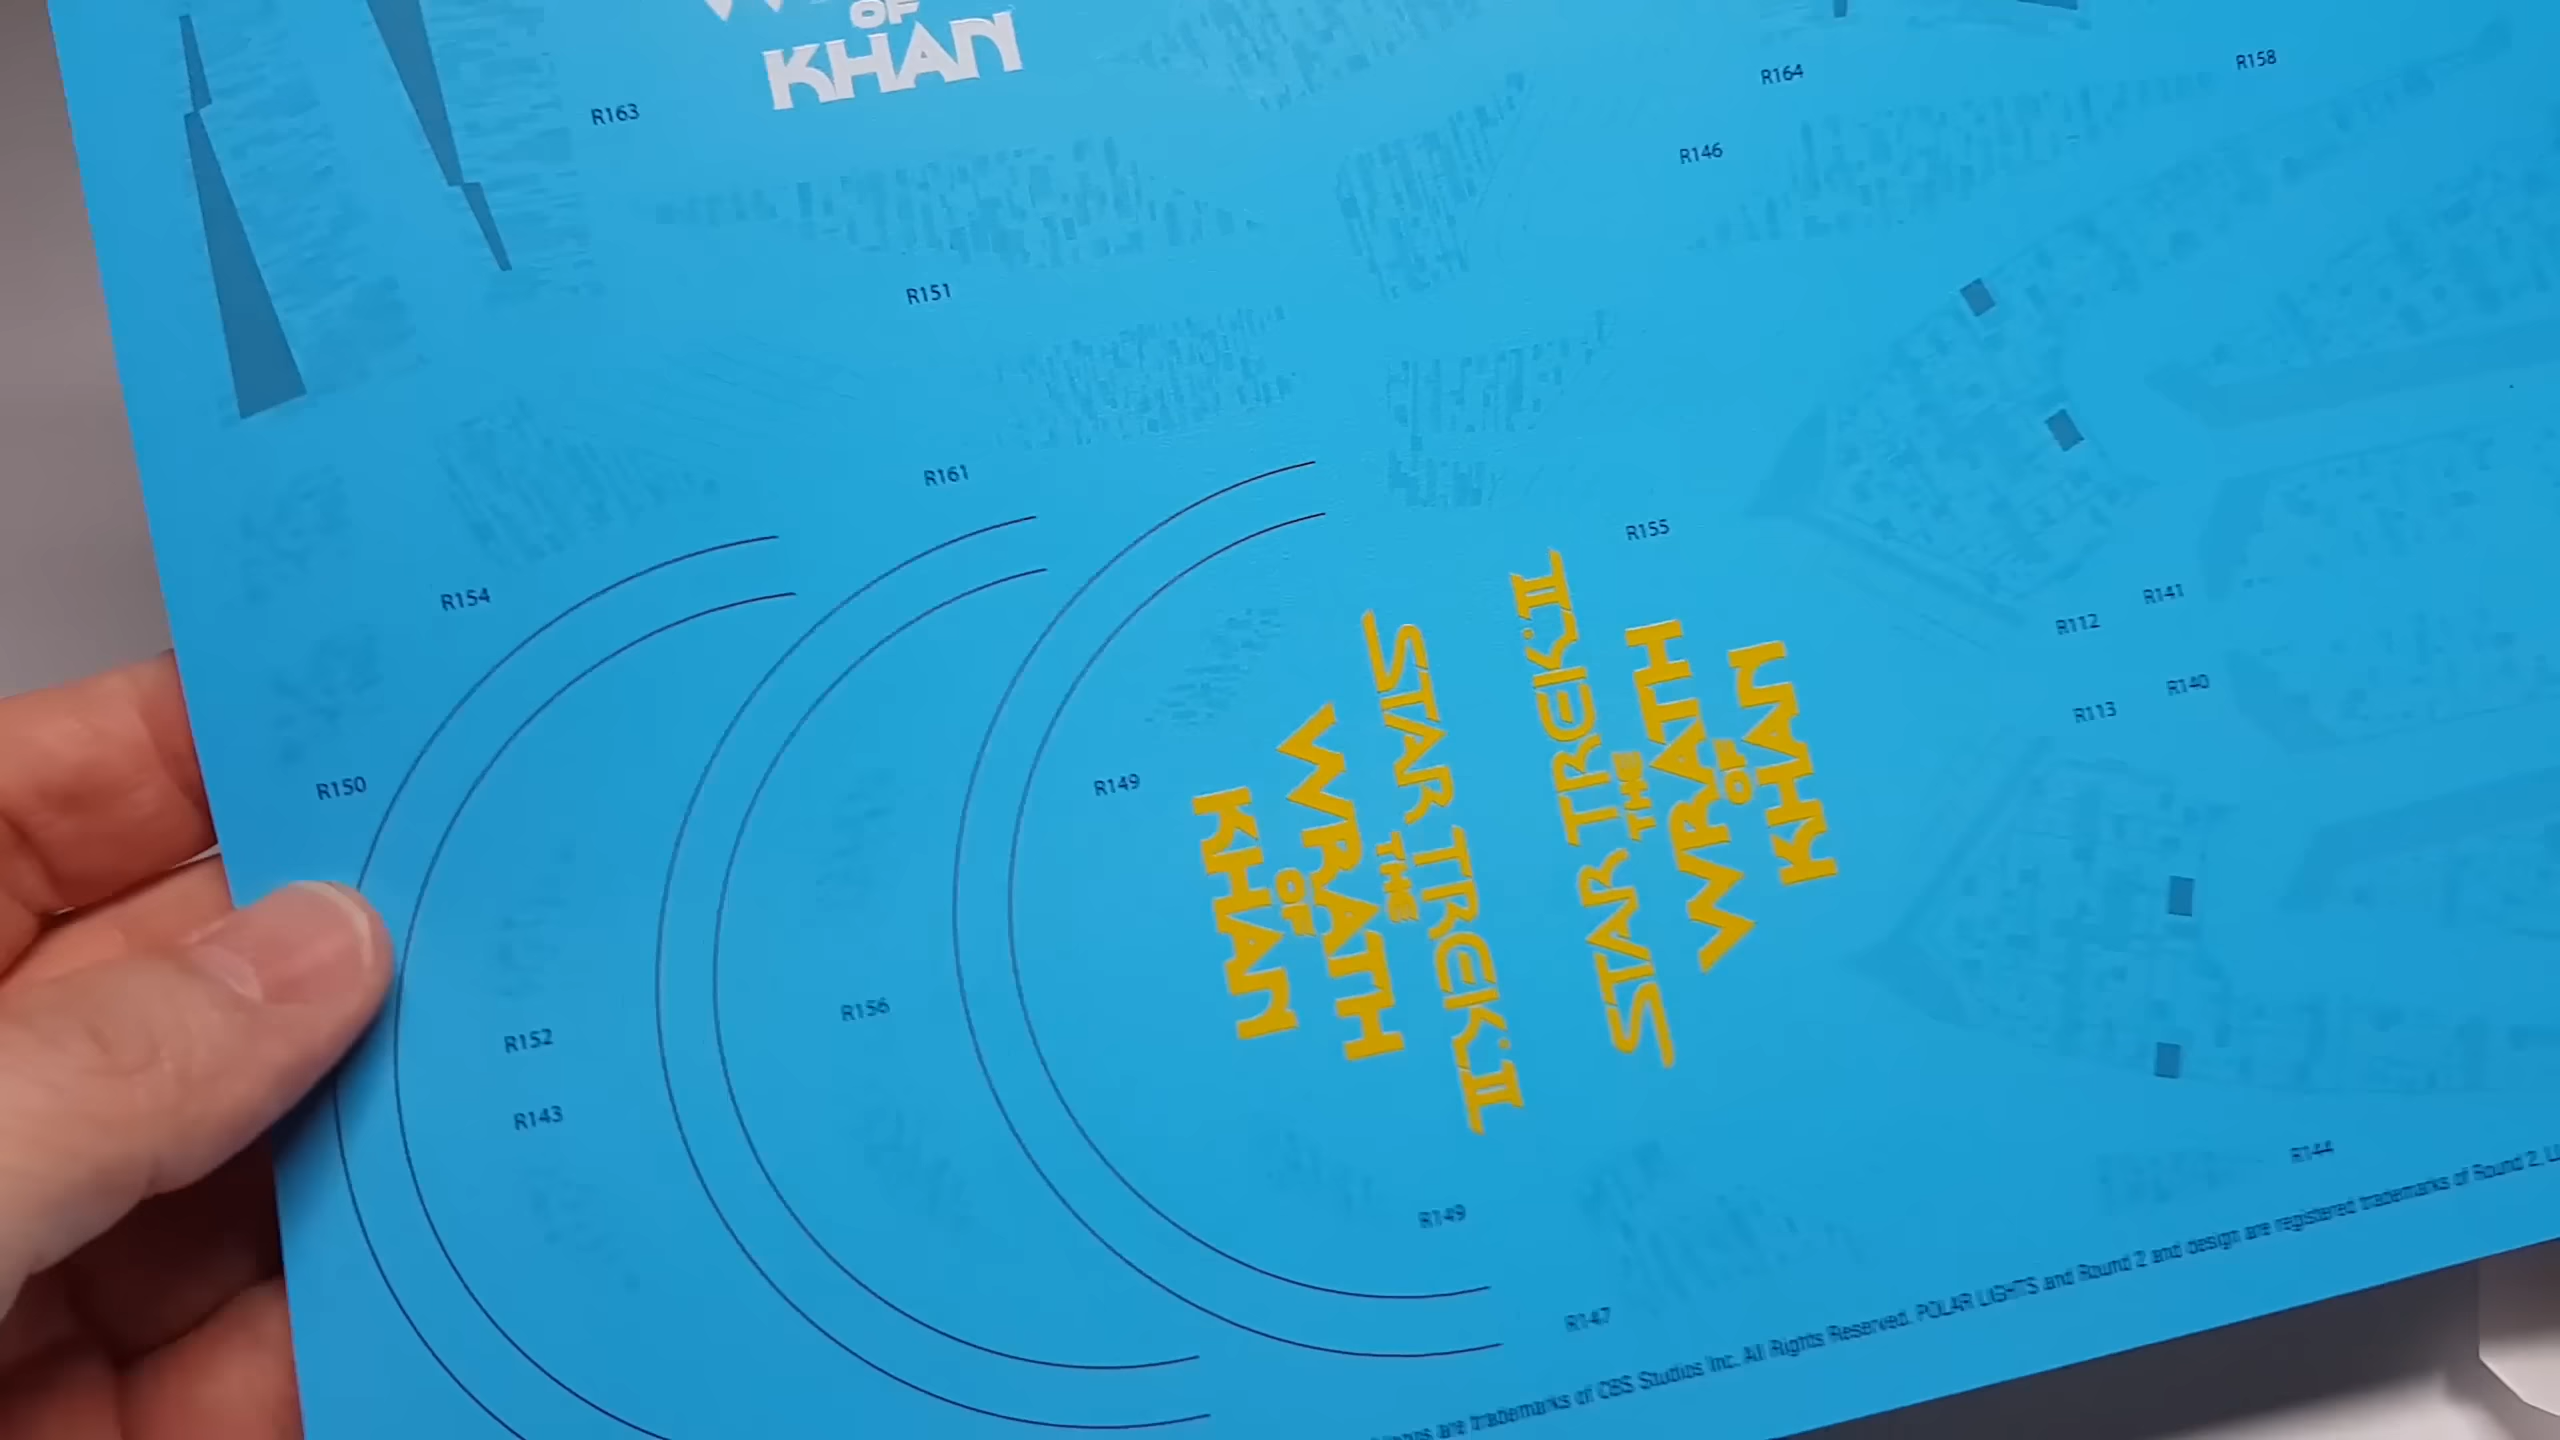 OF
KHAN
R163
R164
R158
R146
R151
R161
R154
R155
R141
R112
R140
R113
R150
R149
STAR TREK:II
THE
WRATH
OF
KHAN
STAR TREK:II
THE
WRATH
OF
KHAN
R156
R152
R143
R149
R144
R147
are trademarks of CBS Studios Inc. All Rights Reserved. POLAR LIGHTS and Round 2 and design are registered trademarks of Round 2,